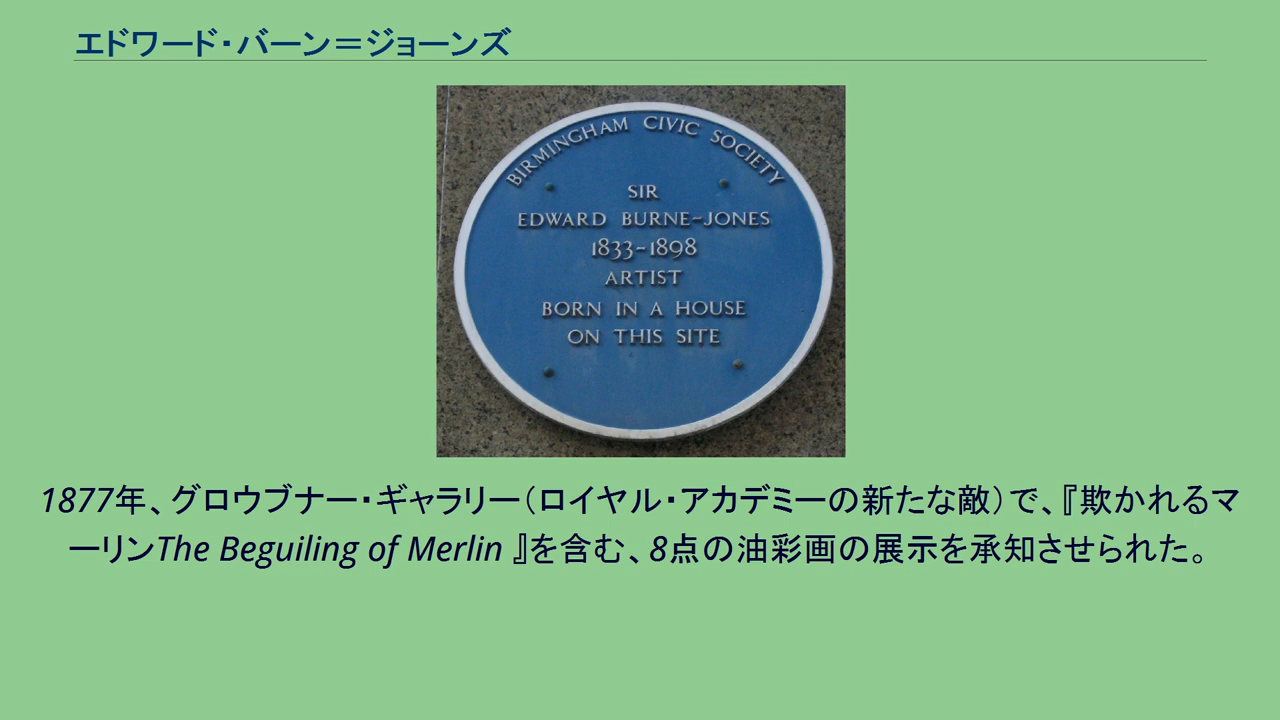 エドワード・バーン＝ジョーンズ
BIRMINGHAM CIVIC SOCIETY
SIR
EDWARD BURNE-JONES
1833-1898
ARTIST
BORN IN A HOUSE
ON THIS SITE
1877年、グロウブナー・ギャラリー（ロイヤル・アカデミーの新たな敵）で、『欺かれるマ
ーリンThe Beguiling of Merlin 』を含む、8点の油彩画の展示を承知させられた。